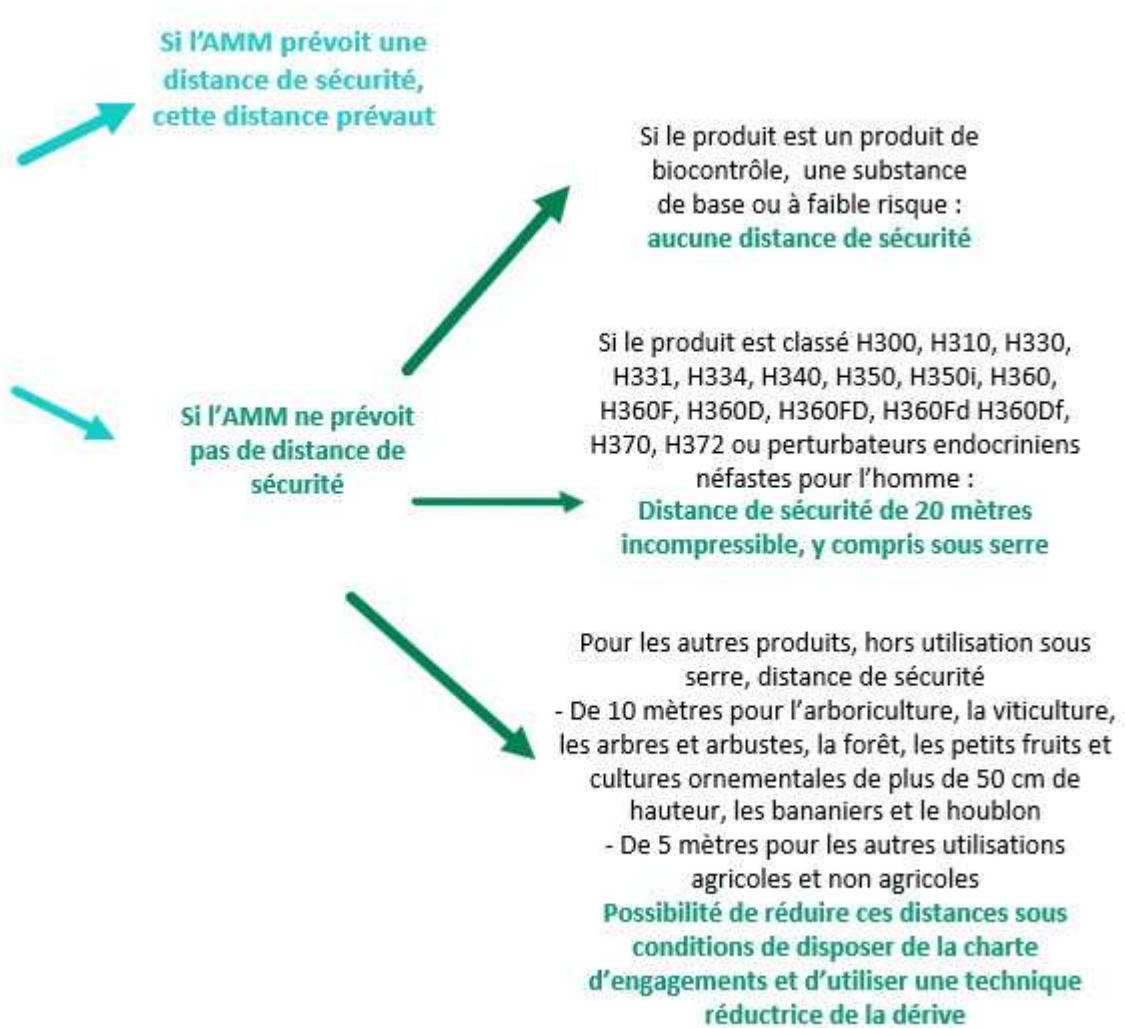 Si l'AMM prévoit une
distance de sécurité,
cette distance prévaut
Si le produit est un produit de
biocontrôle, une substance
de base ou à faible risque :
aucune distance de sécurité
Si l'AMM ne prévoit
pas de distance de
sécurité
Si le produit est classé H300, H310, H330,
H331, H334, H340, H350, H350i, H360,
H360F, H360D, H360FD, H360Fd H360Df,
H370, H372 ou perturbateurs endocriniens
néfastes pour l'homme :
Distance de sécurité de 20 mètres
incompressible, y compris sous serre
Pour les autres produits, hors utilisation sous
serre, distance de sécurité
- De 10 mètres pour l'arboriculture, la viticulture,
les arbres et arbustes, la forêt, les petits fruits et
cultures ornementales de plus de 50 cm de
hauteur, les bananiers et le houblon
- De 5 mètres pour les autres utilisations
agricoles et non agricoles
Possibilité de réduire ces distances sous
conditions de disposer de la charte
d'engagements et d'utiliser une technique
réductrice de la dérive